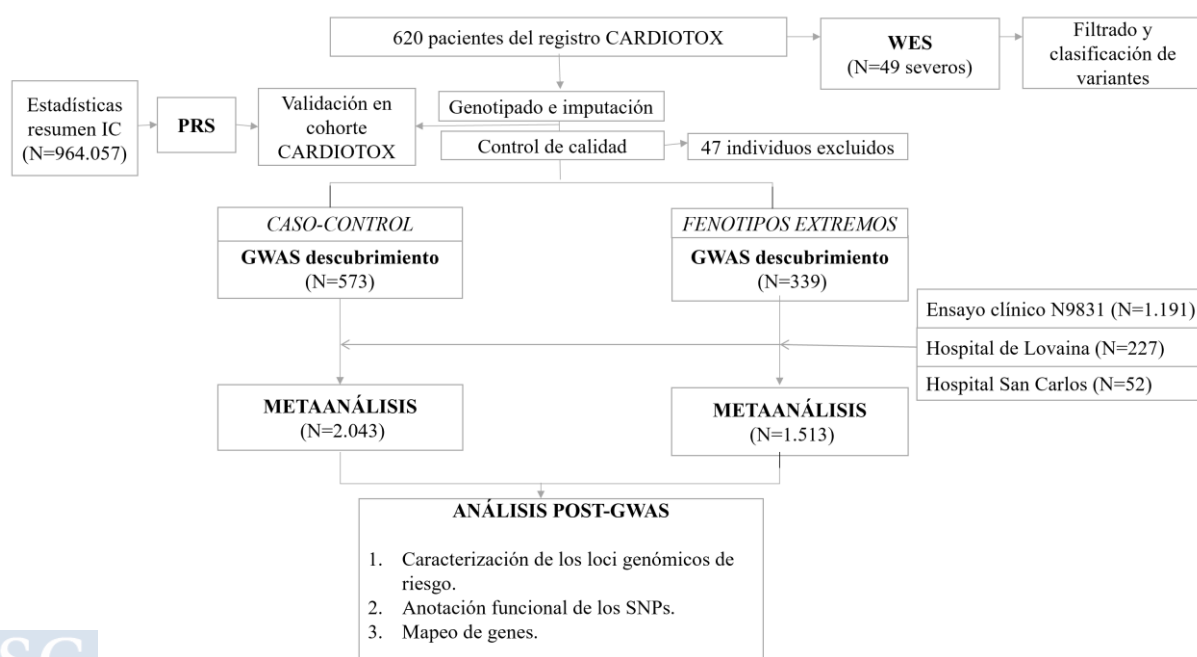 620 pacientes del registro CARDIOTOX
WES
(N=49 severos)
Filtrado y
clasificación de
variantes
Estadísticas
resumen IC
(N=964.057)
PRS
Validación en
cohorte
CARDIOTOX
Genotipado e imputación
Control de calidad
47 individuos excluidos
CASO-CONTROL
GWAS descubrimiento
(N=573)
FENOTIPOS EXTREMOS
GWAS descubrimiento
(N=339)
Ensayo clínico N9831 (N=1.191)
Hospital de Lovaina (N=227)
Hospital San Carlos (N=52)
METAANÁLISIS
(N=2.043)
METAANÁLISIS
(N=1.513)
ANÁLISIS POST-GWAS
1. Caracterización de los loci genómicos de
riesgo.
2. Anotación funcional de los SNPs.
3. Mapeo de genes.